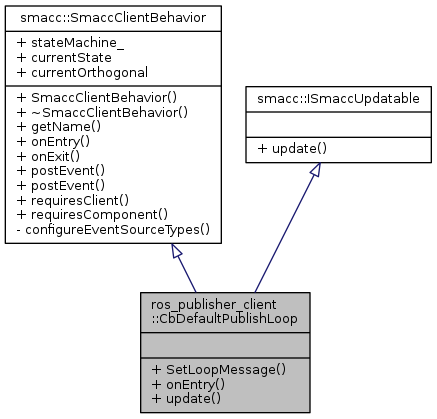 smacc::SmaccClientBehavior
+ stateMachine_
+ currentState
+ currentOrthogonal
+ SmaccClientBehavior()
+ ~SmaccClientBehavior()
+ getName()
+ onEntry()
+ onExit()
+ postEvent()
+ postEvent()
+ requiresClient()
+ requiresComponent()
- configureEventSourceTypes()
smacc::ISmaccUpdatable
+ update()
ros_publisher_client
::CbDefaultPublishLoop
+ SetLoopMessage()
+ onEntry()
+ update()